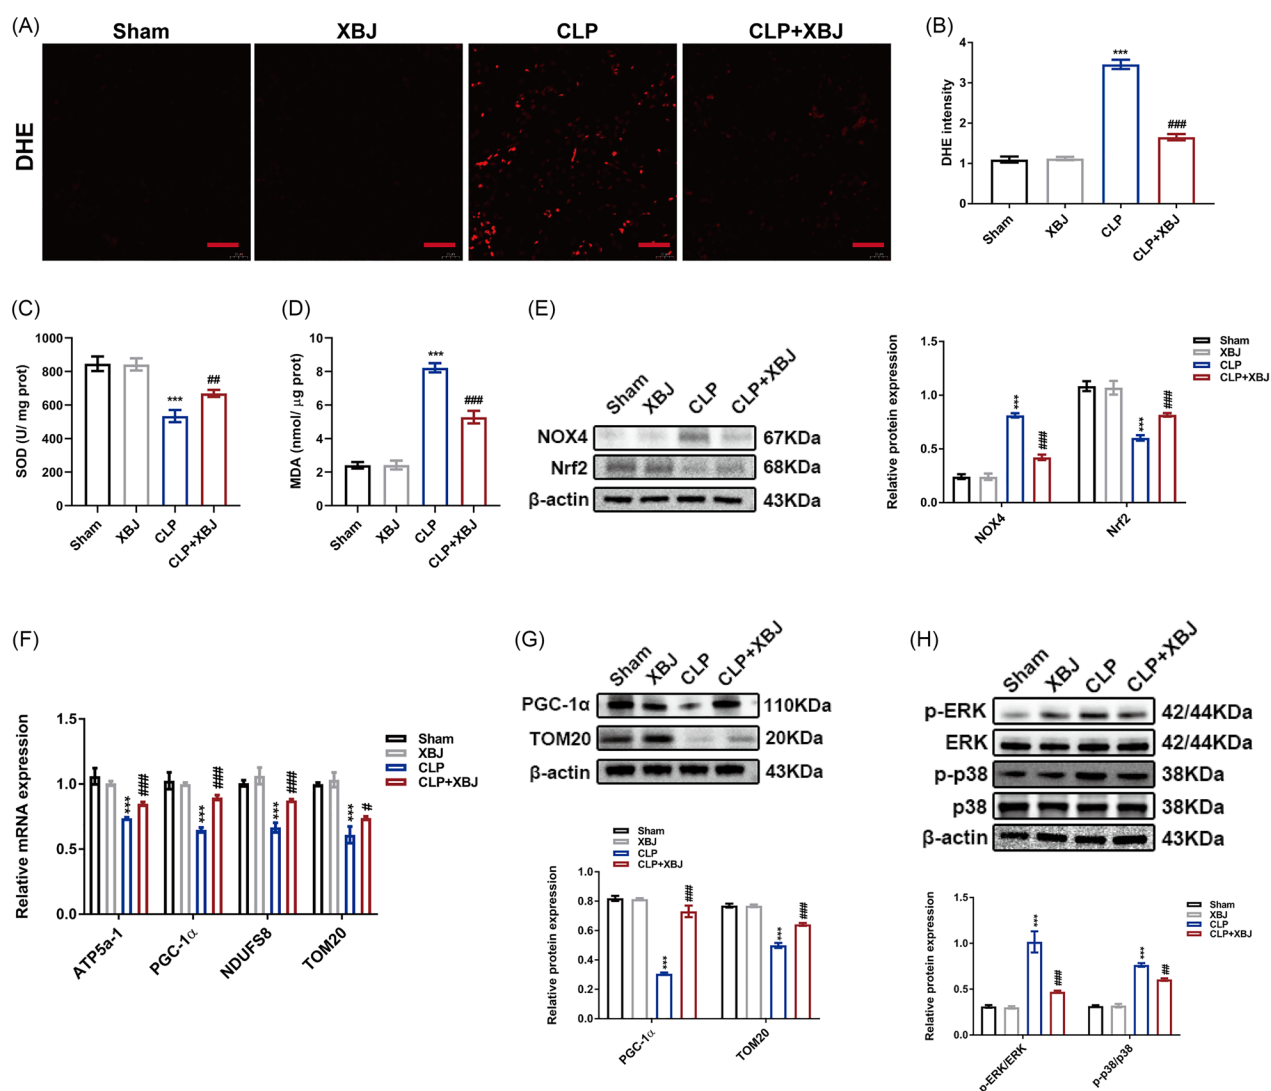 (A)
Sham XBJ CLP CLP+XBJ
DHE
(B)
DHE intensity
4
3
2
1
0
***
###
Sham XBJ CLP CLP+XBJ
(C)
SOD (U/ mg prot)
1000
800
600
400
200
0
***
##
Sham XBJ CLP CLP+XBJ
(D)
MDA (nmol/ μg prot)
10
8
6
4
2
0
***
###
Sham XBJ CLP CLP+XBJ
(E)
Sham XBJ CLP CLP+XBJ
NOX4 67KDa
Nrf2 68KDa
β-actin 43KDa
Relative protein expression
1.5
1.0
0.5
0.0
***
###
***
###
NOX4 Nrf2
Sham
XBJ
CLP
CLP+XBJ
(F)
Relative mRNA expression
1.5
1.0
0.5
0.0
***
###
***
###
***
###
***
#
ATP5a-1 PGC-1α NDUFS8 TOM20
Sham
XBJ
CLP
CLP+XBJ
(G)
Sham XBJ CLP CLP+XBJ
PGC-1α 110KDa
TOM20 20KDa
β-actin 43KDa
Sham
XBJ
CLP
CLP+XBJ
Relative protein expression
1.0
0.8
0.6
0.4
0.2
0.0
***
###
***
###
PGC-1α TOM20
(H)
Sham XBJ CLP CLP+XBJ
p-ERK 42/44KDa
ERK 42/44KDa
p-p38 38KDa
p38 38KDa
β-actin 43KDa
Relative protein expression
1.5
1.0
0.5
0.0
***
###
***
##
p-ERK/ERK p-p38/p38
Sham
XBJ
CLP
CLP+XBJ